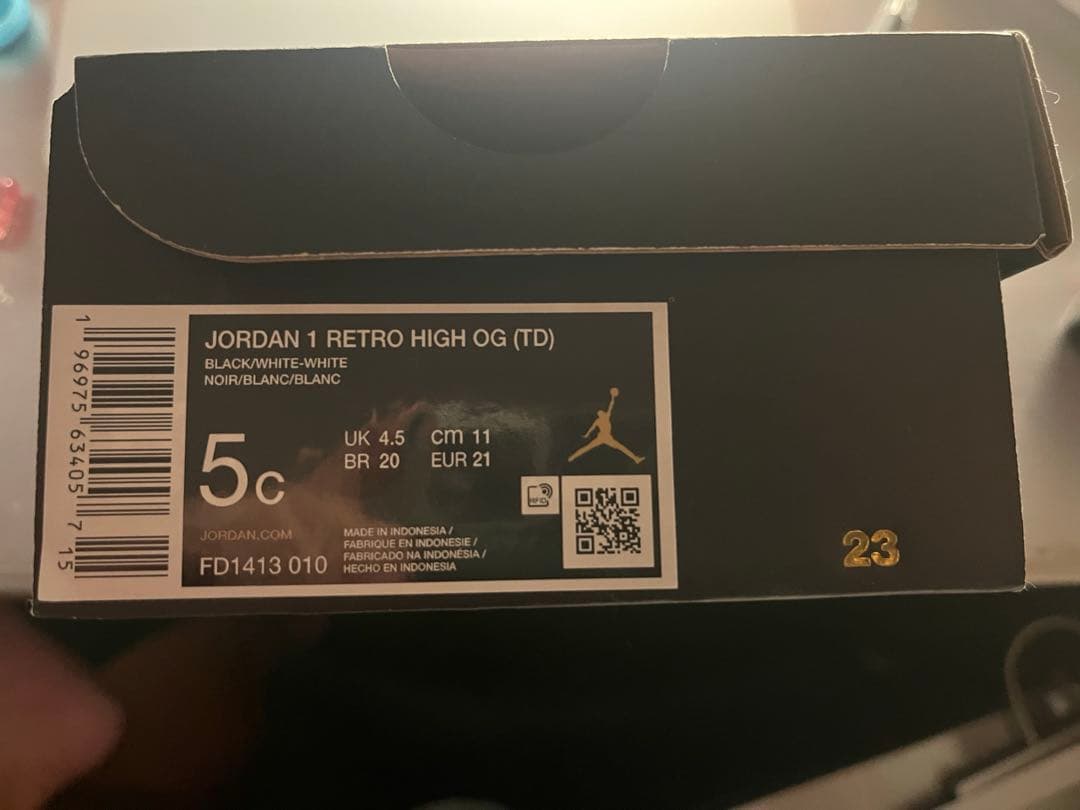 JORDAN 1 RETRO HIGH OG (TD)
BLACK/WHITE-WHITE
NOIR/BLANC/BLANC
5C
UK 4.5 cm 11
BR 20 EUR 21
RFID
JORDAN.COM
FD1413 010
MADE IN INDONESIA /
FABRIQUE EN INDONESIE /
FABRICADO NA INDONÉSIA /
HECHO EN INDONESIA
1 96975 63405 7 15
23